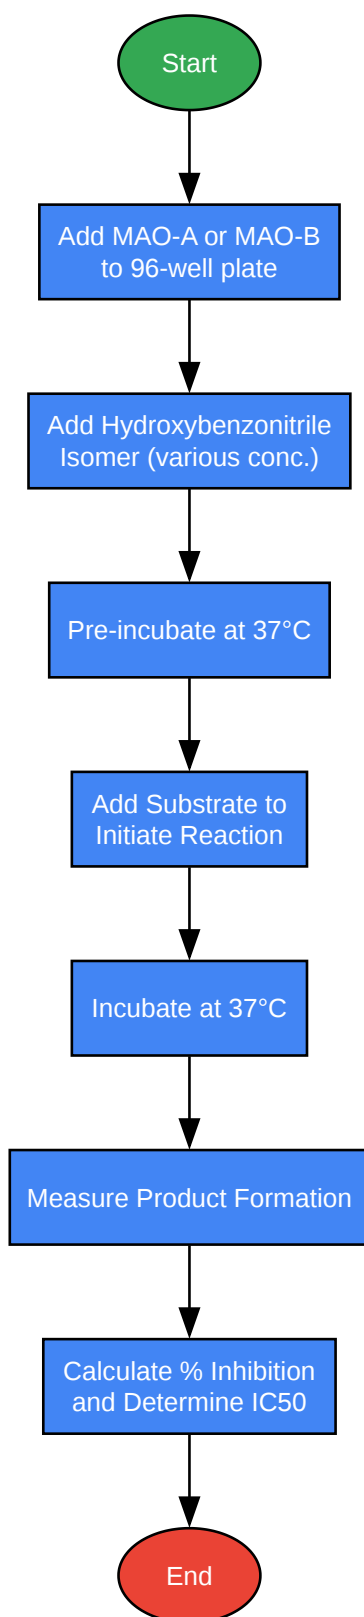 Start
Add MAO-A or MAO-B
to 96-well plate
Add Hydroxybenzonitrile
Isomer (various conc.)
Pre-incubate at 37°C
Add Substrate to
Initiate Reaction
Incubate at 37°C
Measure Product Formation
Calculate % Inhibition
and Determine IC50
End